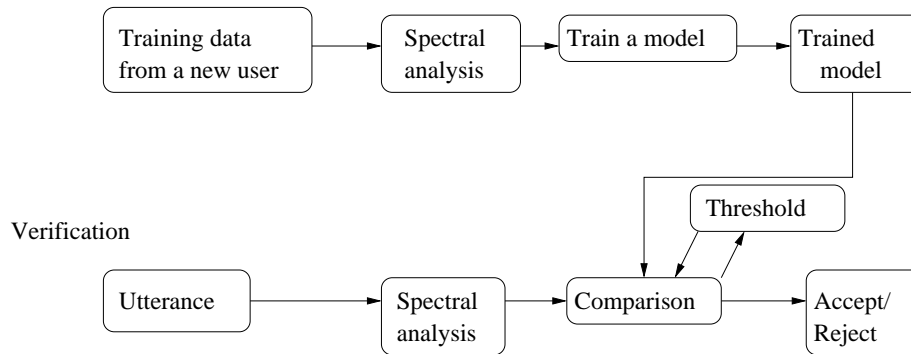 Training data
from a new user
Spectral
analysis
Train a model
Trained
model
Threshold
Verification
Utterance
Spectral
analysis
Comparison
Accept/
Reject